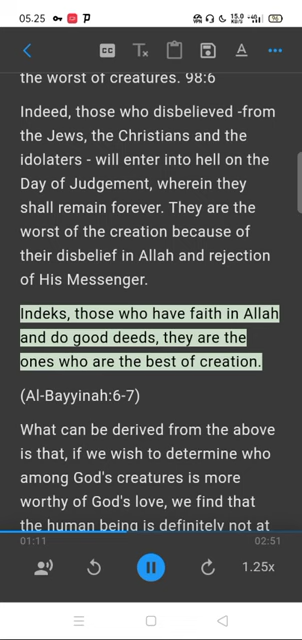 05.25
15.0
KB/S
4G
the worst of creatures. 98:6
Indeed, those who disbelieved -from
the Jews, the Christians and the
idolaters - will enter into hell on the
Day of Judgement, wherein they
shall remain forever. They are the
worst of the creation because of
their disbelief in Allah and rejection
of His Messenger.
Indeks, those who have faith in Allah
and do good deeds, they are the
ones who are the best of creation.
(Al-Bayyinah:6-7)
What can be derived from the above
is that, if we wish to determine who
among God's creatures is more
worthy of God's love, we find that
the human being is definitely not at
01:11
02:51
1.25x